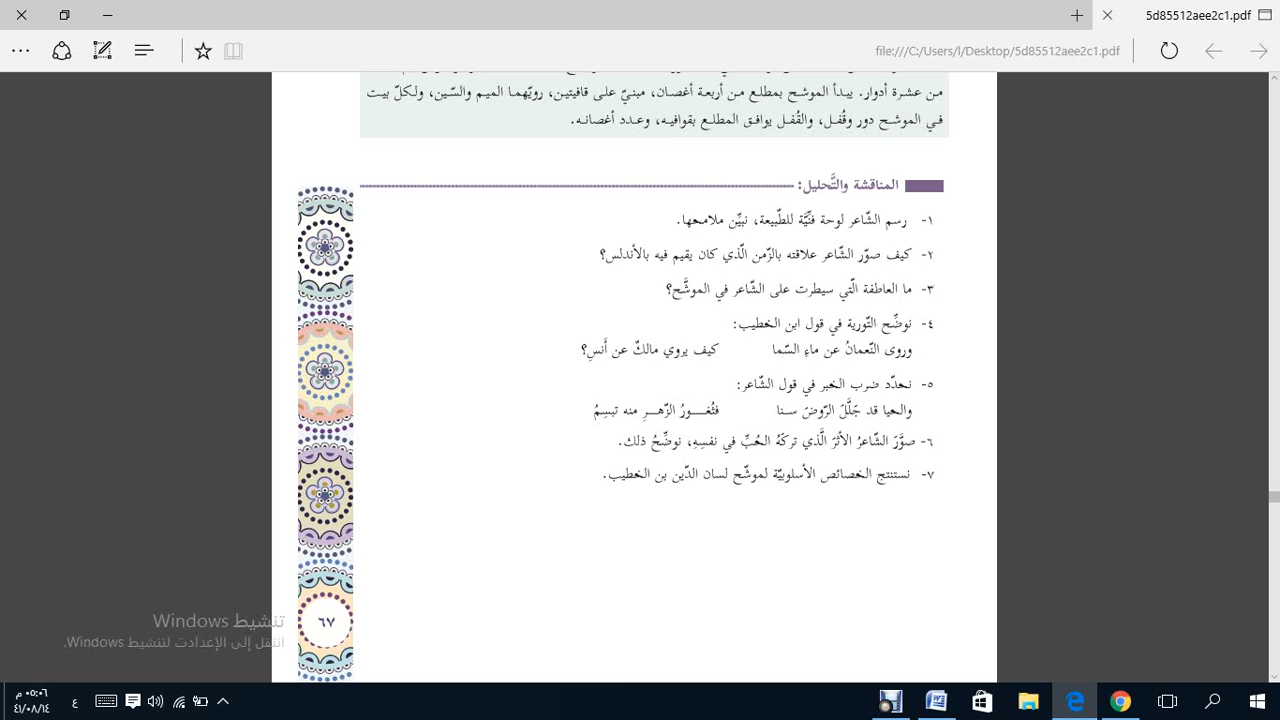 5d85512aee2c1.pdf
file:///C:/Users/l/Desktop/5d85512aee2c1.pdf
من عشرة أدوار. يبدأ الموشح بمطلع من أربعة أغصان، مبنيّ على قافيتين، رويّهما الميم والسّين، ولكلّ بيت
في الموشح دور وقُفل، والقُفل يوافق المطلع بقوافيه، وعدد أغصانه.
المناقشة والتَّحليل:
١- رسم الشّاعر لوحة فنّيَّة للطّبيعة، نبيِّن ملامحها.
٢- كيف صوّر الشّاعر علاقته بالزّمن الّذي كان يقيم فيه بالأندلس؟
٣- ما العاطفة الّتي سيطرت على الشّاعر في الموشَّح؟
٤- نوضِّح التّورية في قول ابن الخطيب:
وروى النّعمانُ عن ماءِ السّما كيف يروي مالكٌ عن أَنسِ؟
٥- نحدّد ضرب الخبر في قول الشّاعر:
والحيا قد جَلَّلَ الرّوضَ سنا فثُغورُ الزّهرِ منه تبسِمُ
٦- صوَّرَ الشّاعرُ الأثرَ الَّذي تركَهُ الحُبِّ في نفسِهِ، نوضِّحُ ذلك.
٧- نستنتج الخصائص الأسلوبيّة لموشّح لسان الدّين بن الخطيب.
٦٧
تنشيط Windows
انتقل إلى الإعدادت لتنشيط Windows.
ع
٠٥:٠٦ م
٤١/٠٨/١٤